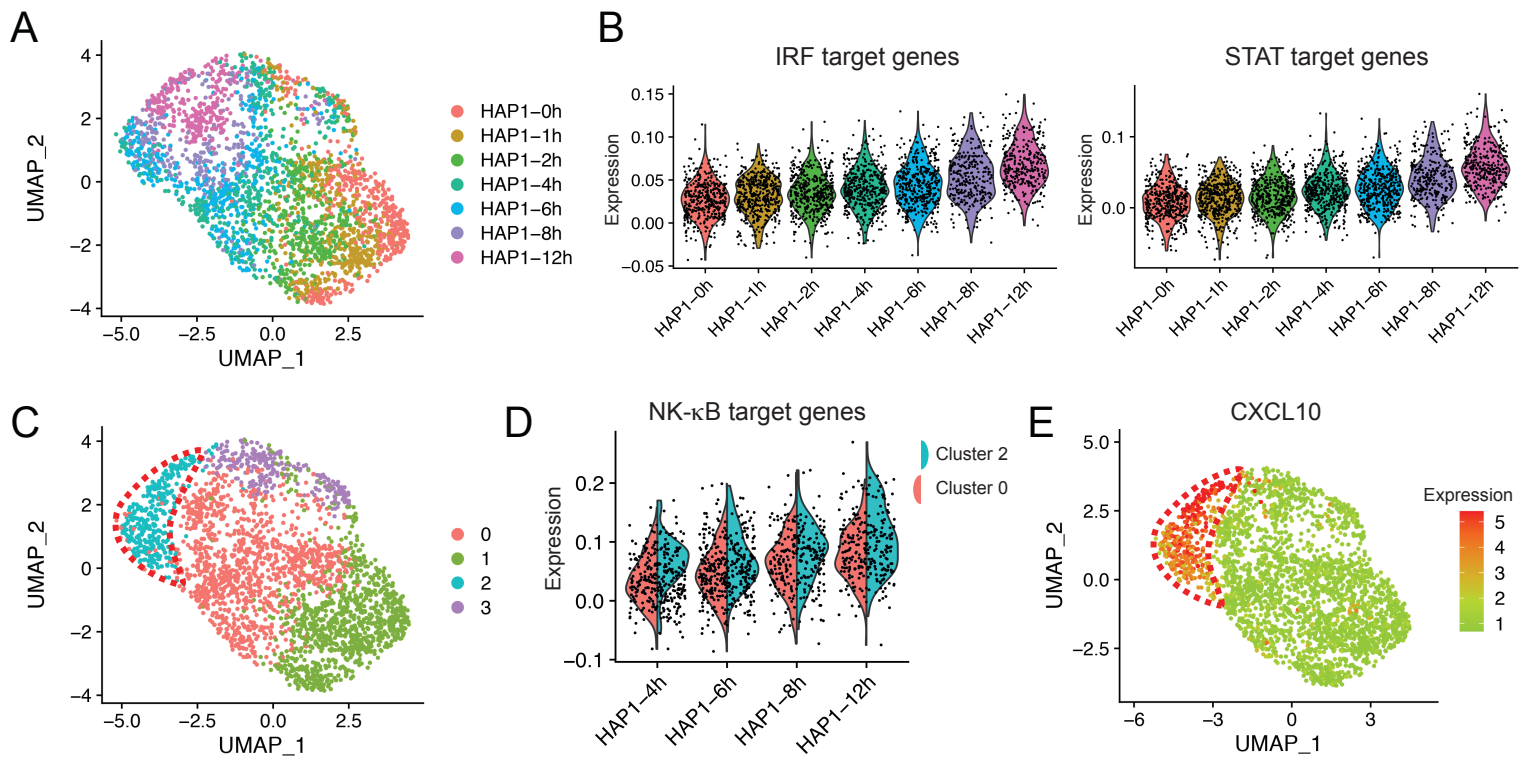 A
4
2
0
−2
−4
UMAP_2
−5.0
−2.5
0.0
2.5
UMAP_1
HAP1−0h
HAP1−1h
HAP1−2h
HAP1−4h
HAP1−6h
HAP1−8h
HAP1−12h
B
IRF target genes
0.15
0.10
0.05
0.00
−0.05
Expression
HAP1−0h
HAP1−1h
HAP1−2h
HAP1−4h
HAP1−6h
HAP1−8h
HAP1−12h
STAT target genes
0.1
0.0
Expression
HAP1−0h
HAP1−1h
HAP1−2h
HAP1−4h
HAP1−6h
HAP1−8h
HAP1−12h
C
4
2
0
−2
−4
UMAP_2
−5.0
−2.5
0.0
2.5
UMAP_1
0
1
2
3
D
NK-κB target genes
0.2
0.1
0.0
−0.1
Expression
HAP1−4h
HAP1−6h
HAP1−8h
HAP1−12h
Cluster 2
Cluster 0
E
CXCL10
5.0
2.5
0.0
−2.5
UMAP_2
−6
−3
0
3
UMAP_1
Expression
5
4
3
2
1